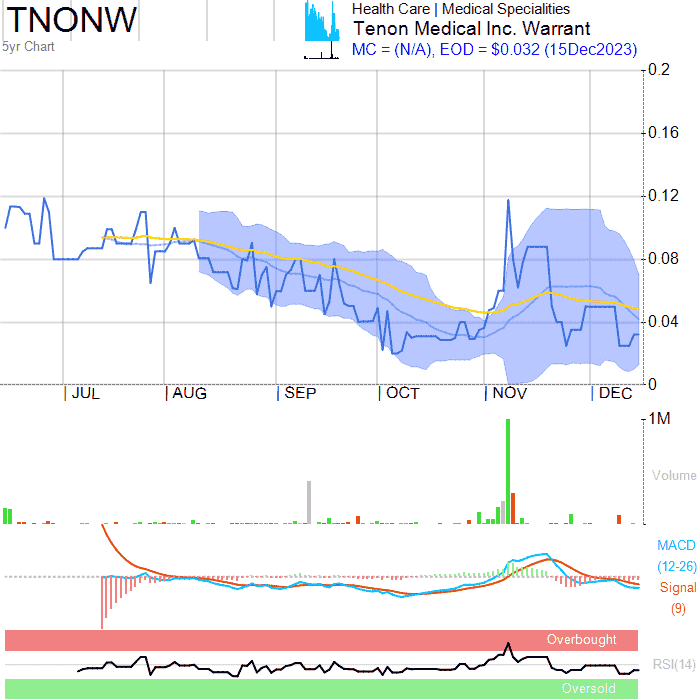 TNONW
5yr Chart
Health Care | Medical Specialities
Tenon Medical Inc. Warrant
MC = (N/A), EOD = $0.032 (15Dec2023)
0.2
0.16
0.12
0.08
0.04
0
| JUL | AUG | SEP | OCT | NOV | DEC
1M
Volume
MACD
(12-26)
Signal
(9)
Overbought
RSI(14)
Oversold